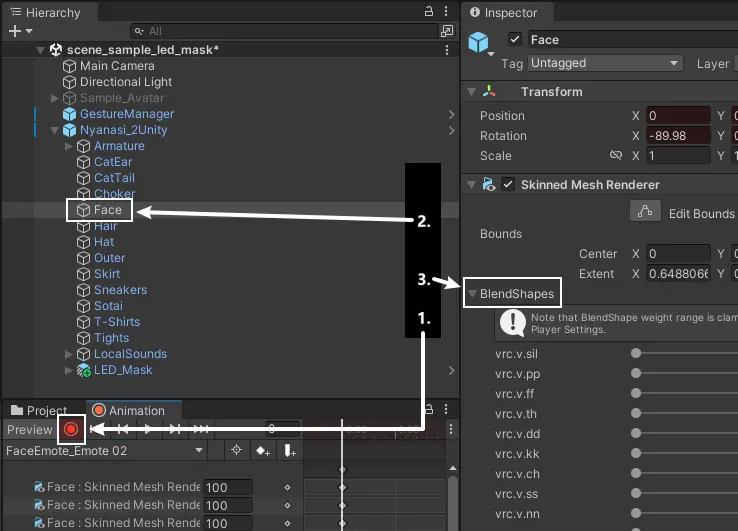 Hierarchy
All
scene_sample_led_mask*
Main Camera
Directional Light
Sample_Avatar
GestureManager
Nyanasi_2Unity
Armature
CatEar
CatTail
Choker
Face
Hair
Hat
Outer
Skirt
Sneakers
Sotai
T-Shirts
Tights
LocalSounds
LED_Mask
2.
3.
1.
Project
Animation
Preview
0
FaceEmote_Emote 02
Face : Skinned Mesh Rende 100
Face : Skinned Mesh Rende 100
Face : Skinned Mesh Rende 100
Inspector
Face
Tag Untagged Layer
Transform
Position X 0 Y
Rotation X -89.98 Y
Scale X 1 Y
Skinned Mesh Renderer
Edit Bounds
Bounds
Center X 0 Y
Extent X 0.6488066 Y
BlendShapes
Note that BlendShape weight range is clam
Player Settings.
vrc.v.sil
vrc.v.pp
vrc.v.ff
vrc.v.th
vrc.v.dd
vrc.v.kk
vrc.v.ch
vrc.v.ss
vrc.v.nn